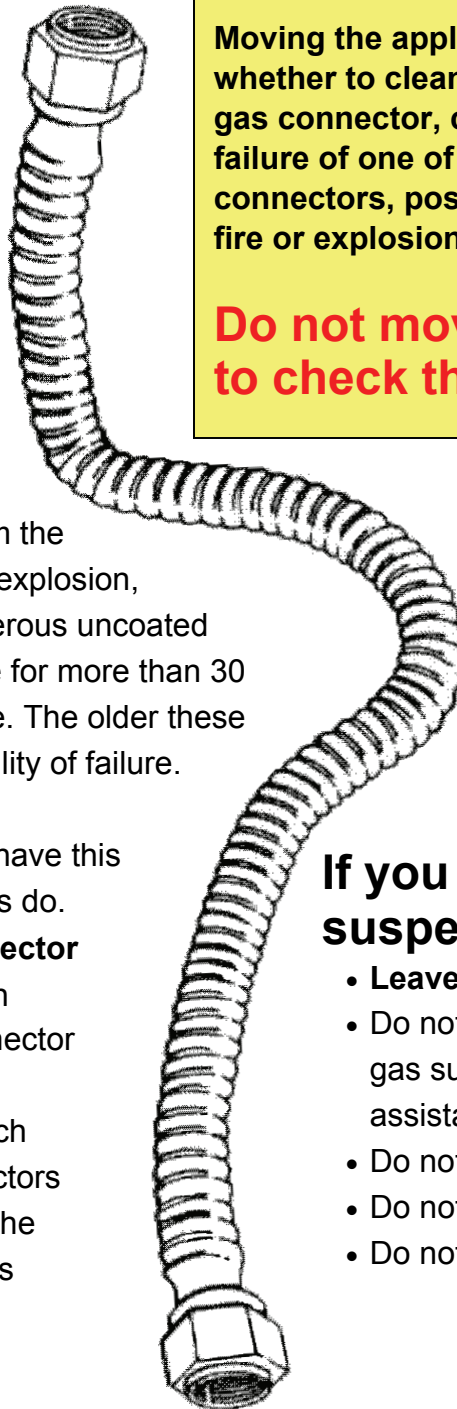 Moving the appl
whether to clean
gas connector, c
failure of one of
connectors, pos
fire or explosion
Do not mov
to check th
m the
explosion,
erous uncoated
e for more than 30
e. The older these
lity of failure.
have this
s do.
ector
n
nector
ch
ctors
he
s
If you
suspe
• Leave
• Do not
gas su
assista
• Do not
• Do not
• Do not